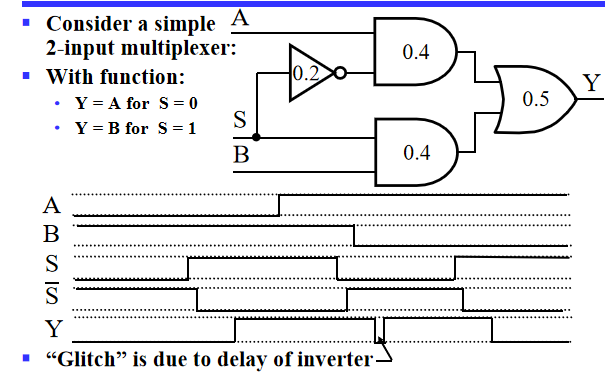 Consider a simple
2-input multiplexer:
With function:
Y = A for S = 0
Y = B for S = 1
A
0.4
0.2
Y
0.5
S
B
0.4
A
B
S
S̅
Y
“Glitch” is due to delay of inverter